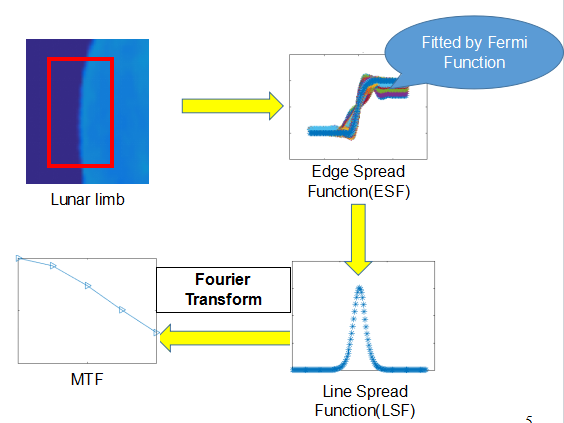 Fitted by Fermi
Function
Lunar limb
Edge Spread
Function(ESF)
Fourier
Transform
MTF
Line Spread
Function(LSF)
5